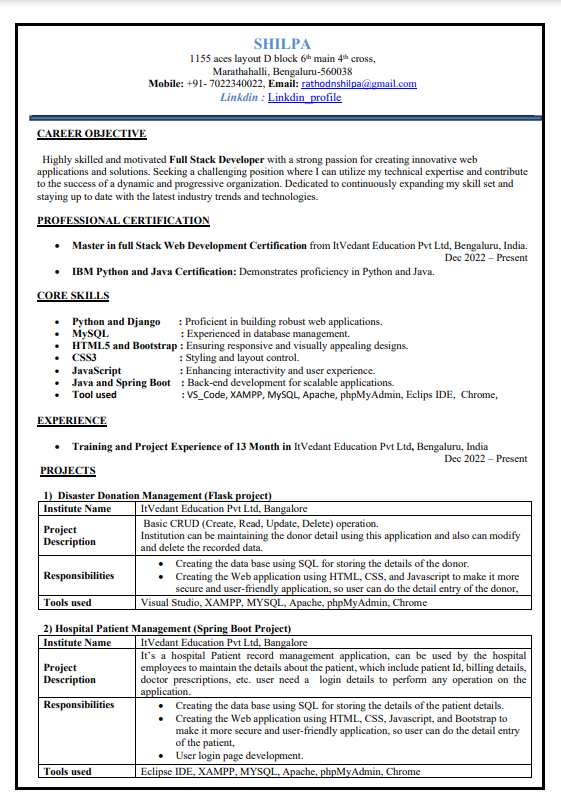 SHILPA
1155 aces layout D block 6th main 4th cross,
Marathahalli, Bengaluru-560038
Mobile: +91- 7022340022, Email: rathodnshilpa@gmail.com
Linkdin : Linkdin_profile
CAREER OBJECTIVE
Highly skilled and motivated Full Stack Developer with a strong passion for creating innovative web
applications and solutions. Seeking a challenging position where I can utilize my technical expertise and contribute
to the success of a dynamic and progressive organization. Dedicated to continuously expanding my skill set and
staying up to date with the latest industry trends and technologies.
PROFESSIONAL CERTIFICATION
• Master in full Stack Web Development Certification from ItVedant Education Pvt Ltd, Bengaluru, India.
Dec 2022 – Present
• IBM Python and Java Certification: Demonstrates proficiency in Python and Java.
CORE SKILLS
• Python and Django : Proficient in building robust web applications.
• MySQL : Experienced in database management.
• HTML5 and Bootstrap : Ensuring responsive and visually appealing designs.
• CSS3 : Styling and layout control.
• JavaScript : Enhancing interactivity and user experience.
• Java and Spring Boot : Back-end development for scalable applications.
• Tool used : VS_Code, XAMPP, MySQL, Apache, phpMyAdmin, Eclips IDE, Chrome,
EXPERIENCE
• Training and Project Experience of 13 Month in ItVedant Education Pvt Ltd, Bengaluru, India
Dec 2022 – Present
PROJECTS
1) Disaster Donation Management (Flask project)
Institute Name ItVedant Education Pvt Ltd, Bangalore
Project Description Basic CRUD (Create, Read, Update, Delete) operation.
Institution can be maintaining the donor detail using this application and also can modify
and delete the recorded data.
Responsibilities • Creating the data base using SQL for storing the details of the donor.
• Creating the Web application using HTML, CSS, and Javascript to make it more
secure and user-friendly application, so user can do the detail entry of the donor,
Tools used Visual Studio, XAMPP, MYSQL, Apache, phpMyAdmin, Chrome
2) Hospital Patient Management (Spring Boot Project)
Institute Name ItVedant Education Pvt Ltd, Bangalore
Project Description It's a hospital Patient record management application, can be used by the hospital
employees to maintain the details about the patient, which include patient Id, billing details,
doctor prescriptions, etc. user need a login details to perform any operation on the
application.
Responsibilities • Creating the data base using SQL for storing the details of the patient details.
• Creating the Web application using HTML, CSS, Javascript, and Bootstrap to
make it more secure and user-friendly application, so user can do the detail entry
of the patient,
• User login page development.
Tools used Eclipse IDE, XAMPP, MYSQL, Apache, phpMyAdmin, Chrome